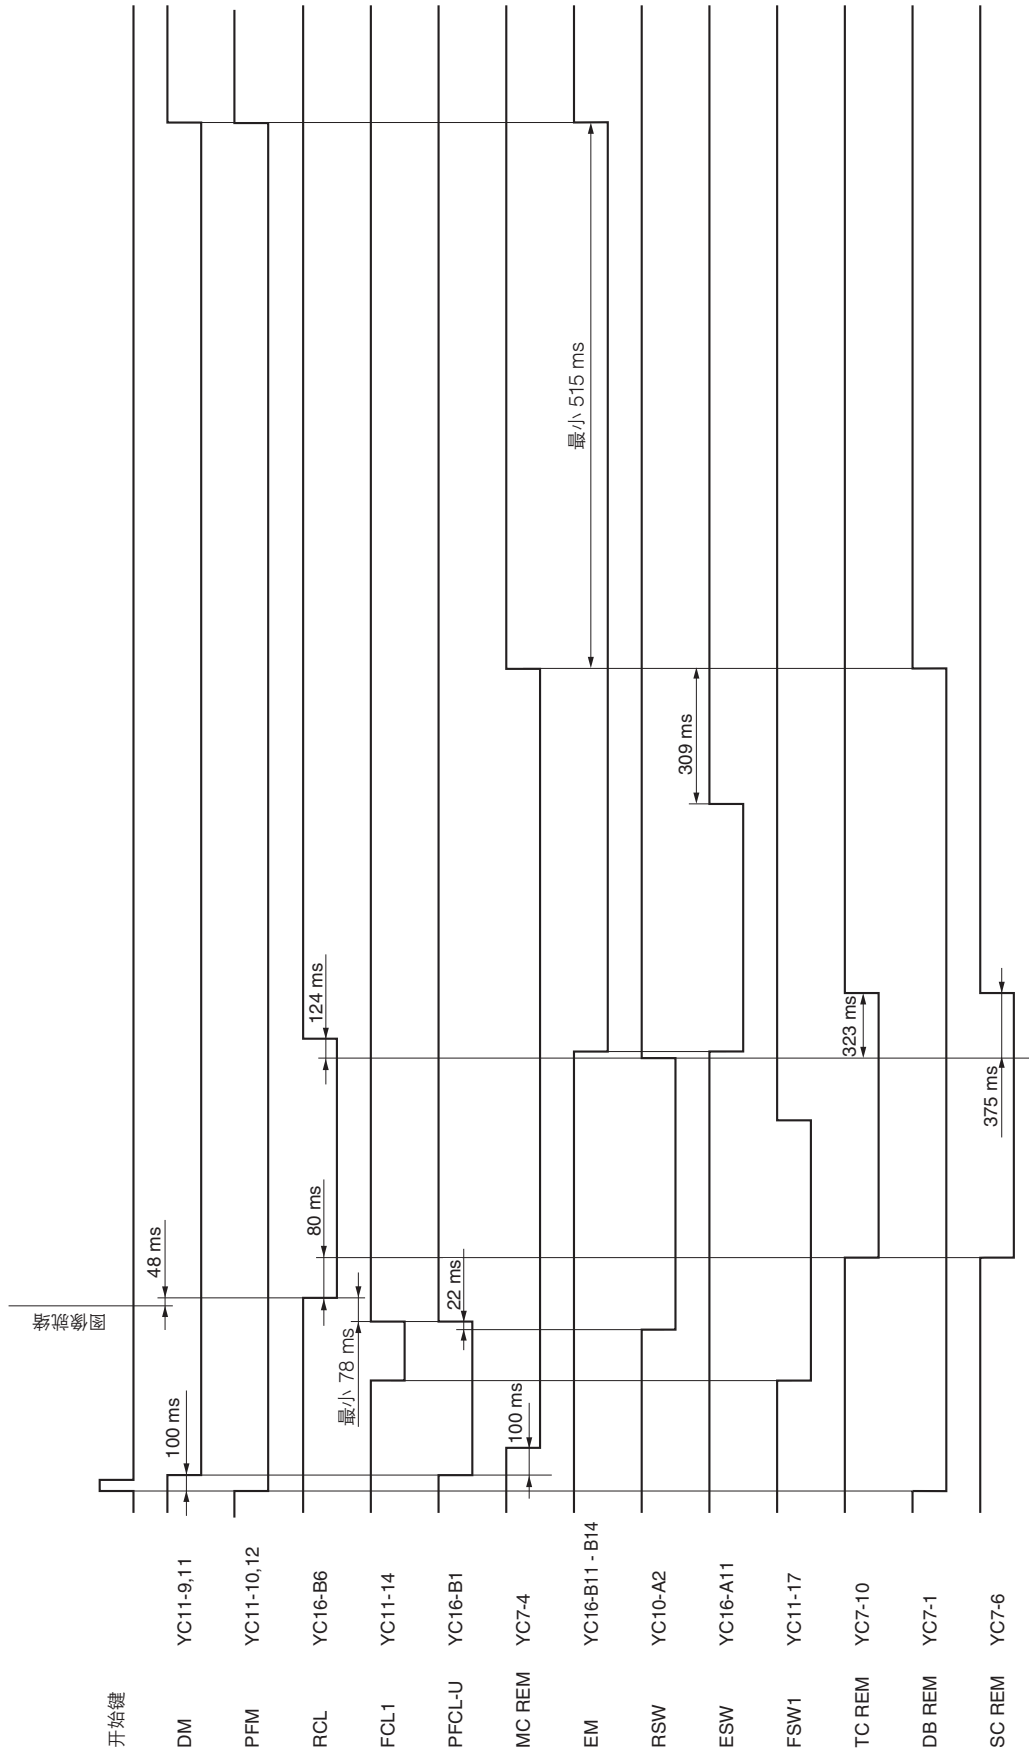 开始键
DM YC11-9,11
PFM YC11-10,12
RCL YC16-B6
FCL1 YC11-14
PFCL-U YC16-B1
MC REM YC7-4
EM YC16-B11 - B14
RSW YC10-A2
ESW YC16-A11
FSW1 YC11-17
TC REM YC7-10
DB REM YC7-1
SC REM YC7-6
图像就绪
100 ms
48 ms
80 ms
124 ms
最小 78 ms
22 ms
100 ms
最小 515 ms
309 ms
323 ms
375 ms